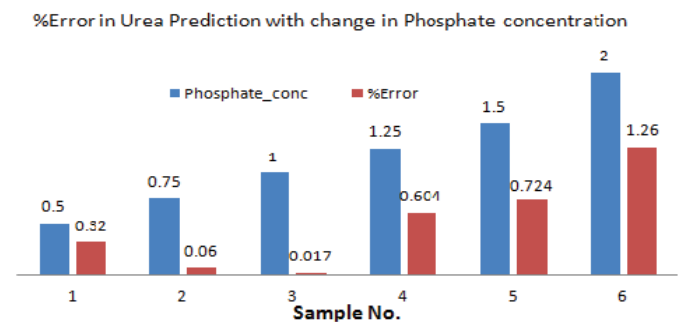 %Error in Urea Prediction with change in Phosphate concentration
Phosphate_conc %Error
0.5 0.32
0.75 0.06
1 0.017
1.25 0.604
1.5 0.724
2 1.26
1 2 3 4 5 6
Sample No.